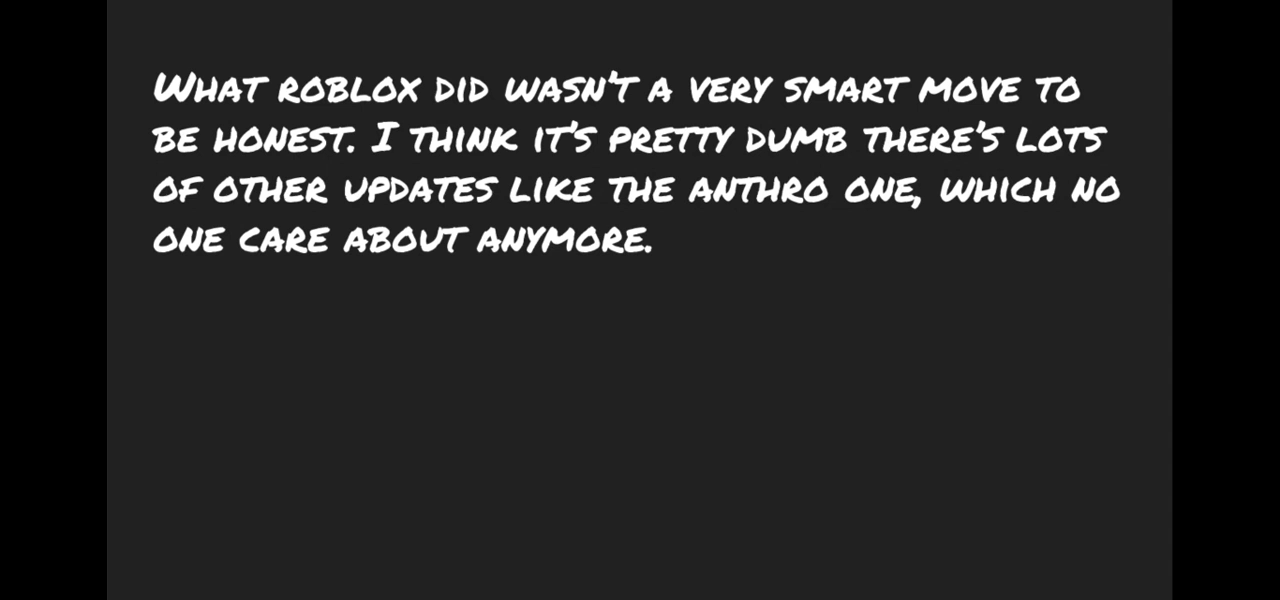 What roblox did wasn't a very smart move to
be honest. I think it's pretty dumb there's lots
of other updates like the anthro one, which no
one care about anymore.